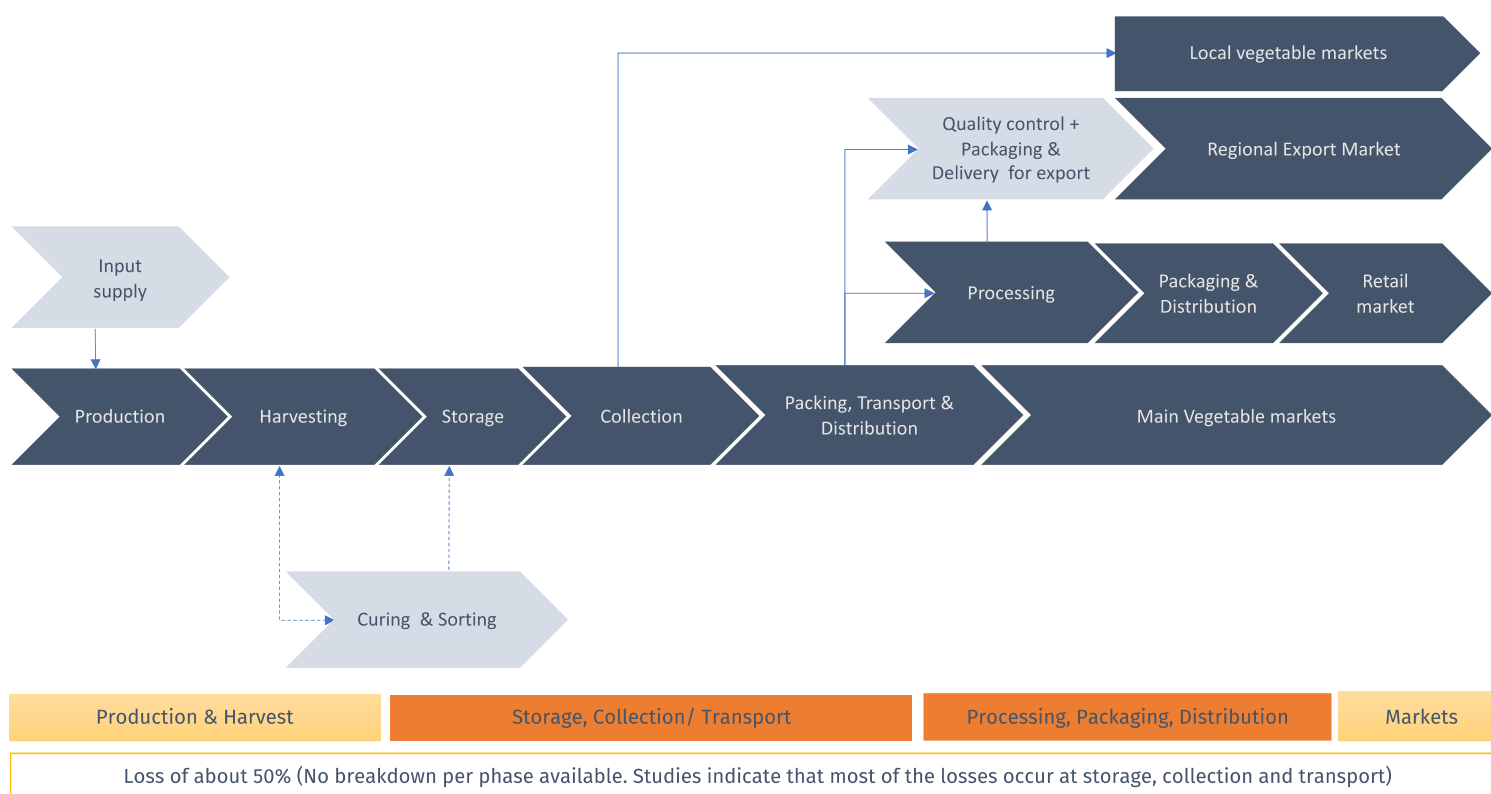 Local vegetable markets
Quality control +
Packaging &
Delivery for export
Regional Export Market
Input
supply
Processing
Packaging &
Distribution
Retail
market
Production
Harvesting
Storage
Collection
Packing, Transport &
Distribution
Main Vegetable markets
Curing & Sorting
Production & Harvest
Storage, Collection/ Transport
Processing, Packaging, Distribution
Markets
Loss of about 50% (No breakdown per phase available. Studies indicate that most of the losses occur at storage, collection and transport)